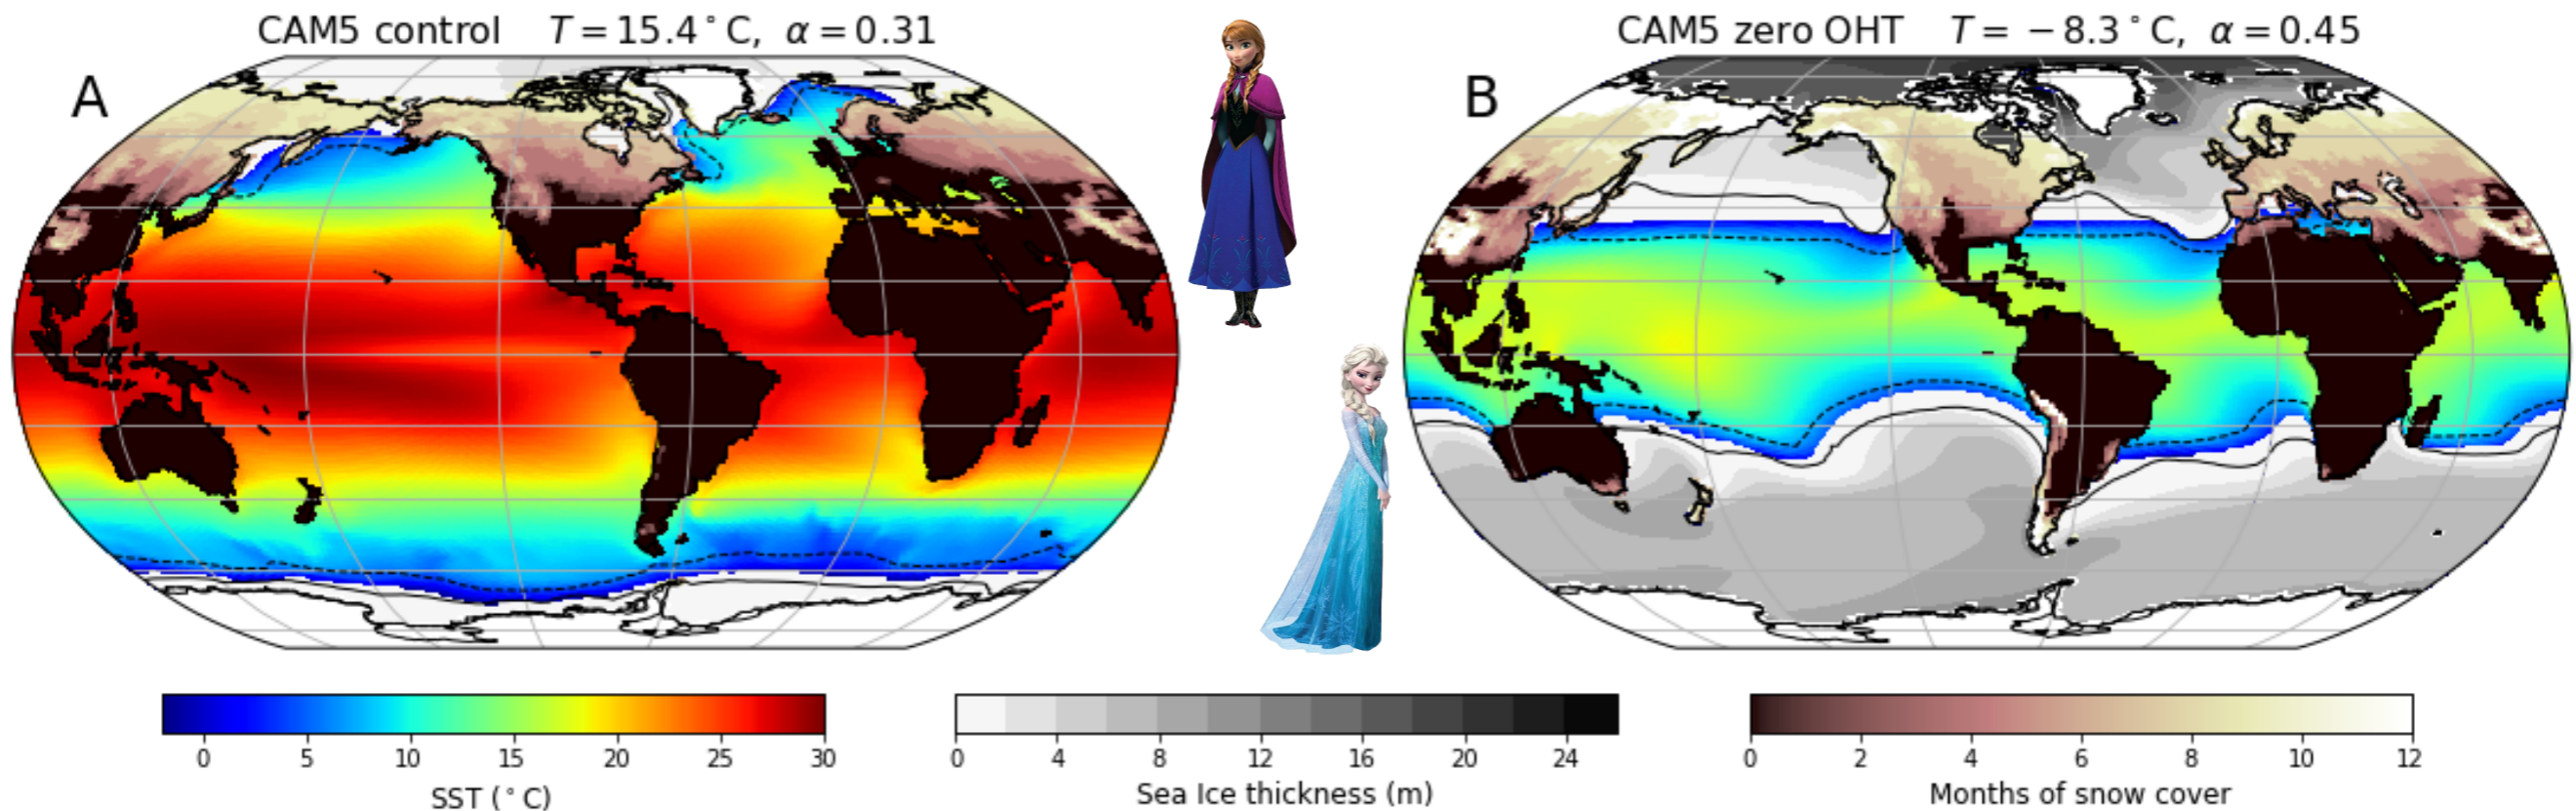 CAM5 control T = 15.4°C, α = 0.31
CAM5 zero OHT T = −8.3°C, α = 0.45
A
B
0 5 10 15 20 25 30
SST (°C)
0 4 8 12 16 20 24
Sea Ice thickness (m)
0 2 4 6 8 10 12
Months of snow cover